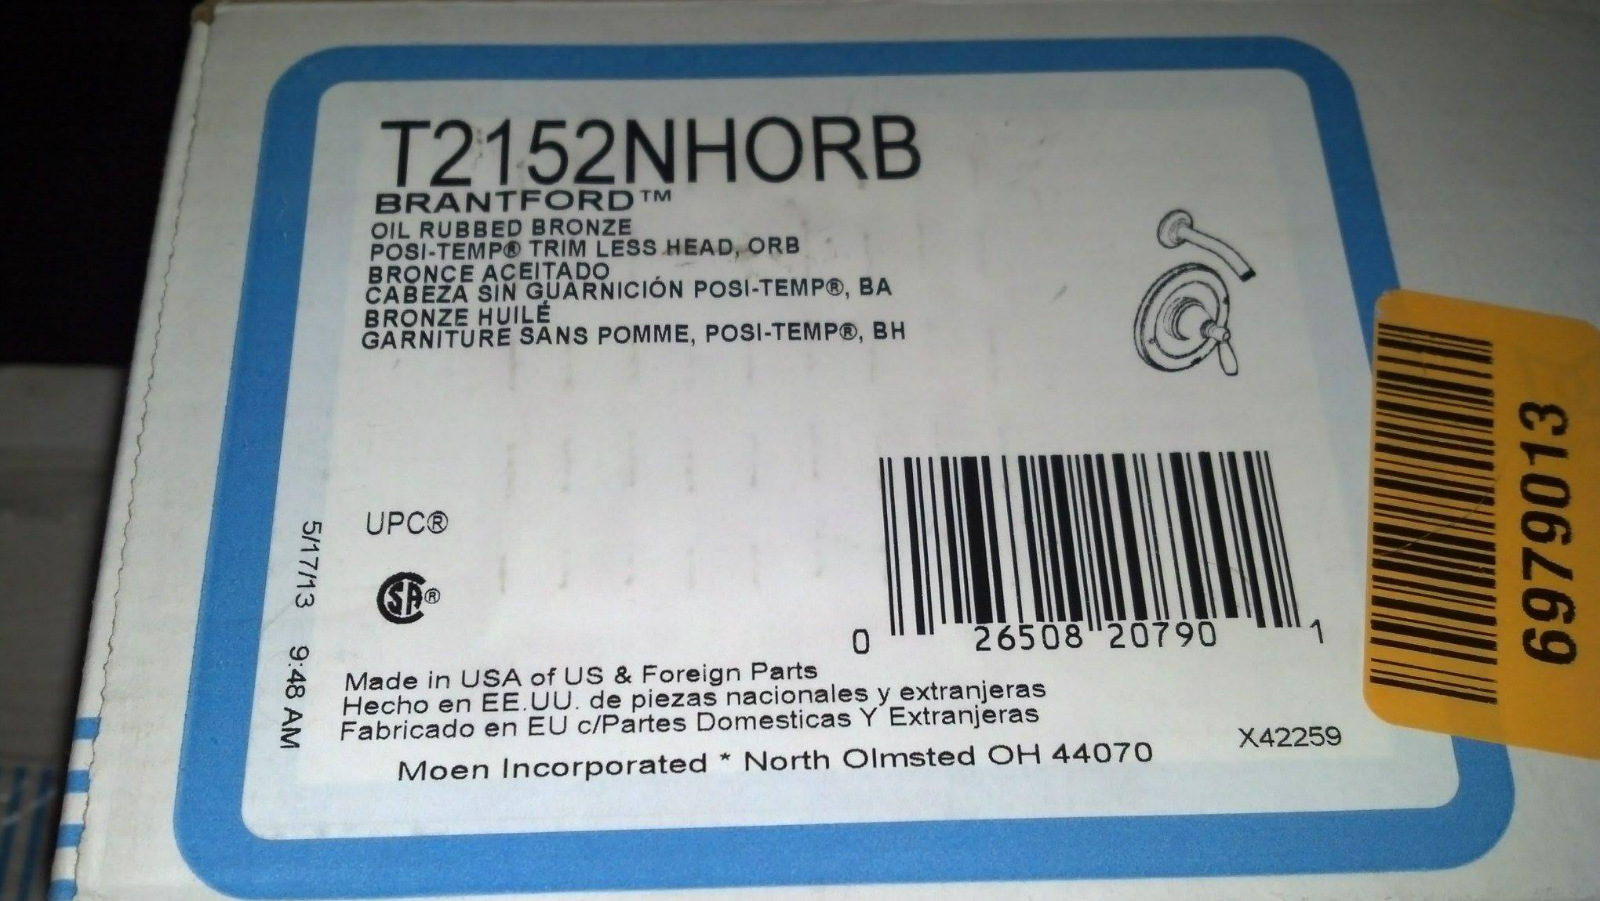 T2152NHORB
BRANTFORD™
OIL RUBBED BRONZE
POSI-TEMP® TRIM LESS HEAD, ORB
BRONCE ACEITADO
CABEZA SIN GUARNICIÓN POSI-TEMP®, BA
BRONZE HUILÉ
GARNITURE SANS POMME, POSI-TEMP®, BH
UPC®
SA®
5/17/13 9:48 AM
0 26508 20790 1
Made in USA of US & Foreign Parts
Hecho en EE.UU. de piezas nacionales y extranjeras
Fabricado en EU c/Partes Domesticas Y Extranjeras
X42259
Moen Incorporated * North Olmsted OH 44070
6979013